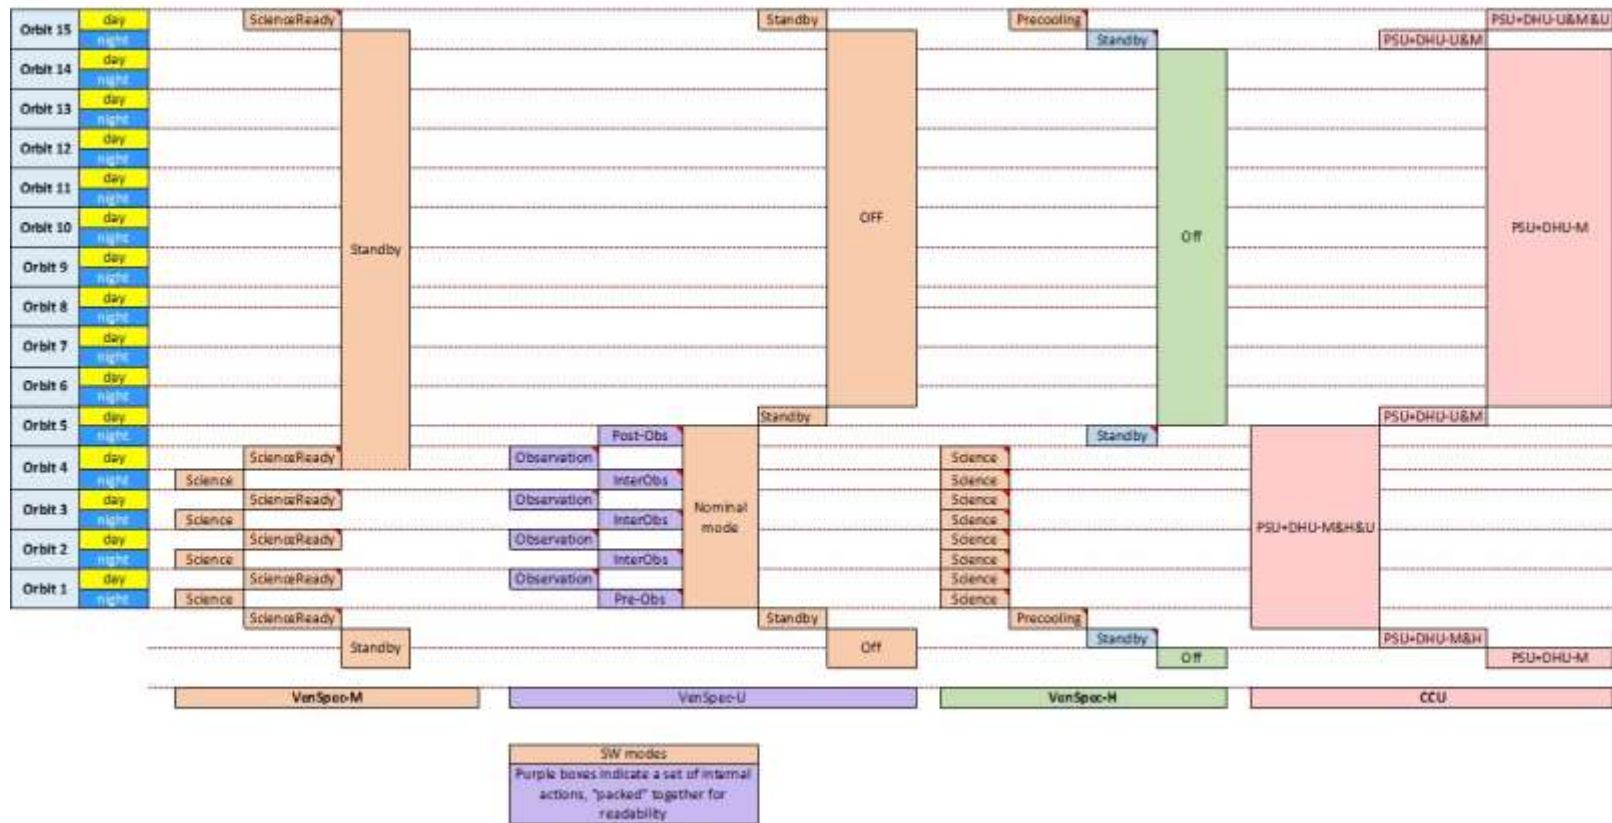 Orbit 15 day ScienceReady Standby Precooling PSU+DHU-U&M&U
night Standby PSU+DHU-U&M
Orbit 14 day
night
Orbit 13 day
night
Orbit 12 day
night
Orbit 11 day
night
Orbit 10 day OFF PSU+DHU-M
night Standby Off
Orbit 9 day
night
Orbit 8 day
night
Orbit 7 day
night
Orbit 6 day
night
Orbit 5 day Standby PSU+DHU-U&M
night Post-Obs Standby
Orbit 4 day ScienceReady Observation Science
night Science InterObs Science
Orbit 3 day ScienceReady Observation Nominal Science
night Science InterObs mode Science PSU+DHU-M&H&U
Orbit 2 day ScienceReady Observation Science
night Science InterObs Science
Orbit 1 day ScienceReady Observation Science
night Science Pre-Obs Science
ScienceReady Standby Precooling
Standby Off Standby PSU+DHU-M&H
Off PSU+DHU-M
VenSpec-M VenSpec-U VenSpec-H CCU
SW modes
Purple boxes indicate a set of internal
actions, "packed" together for
readability